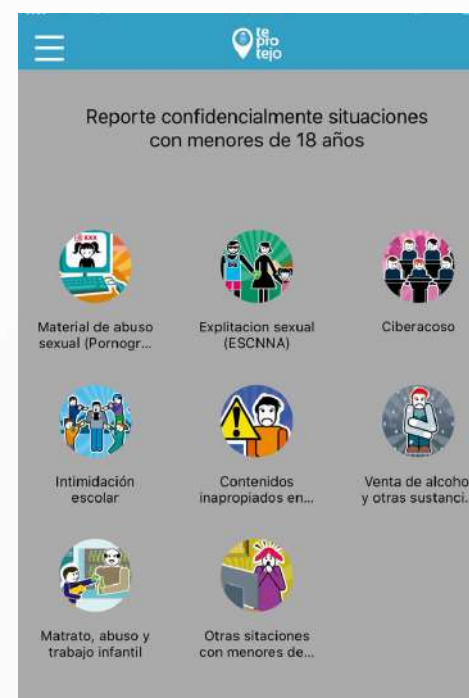 te
pro
tejo
Reporte confidencialmente situaciones
con menores de 18 años
Material de abuso
sexual (Pornogr...
Explitacion sexual
(ESCNNA)
Ciberacoso
Intimidación
escolar
Contenidos
inapropiados en...
Venta de alcoho
y otras sustanci.
Matrato, abuso y
trabajo infantil
Otras sitaciones
con menores de...